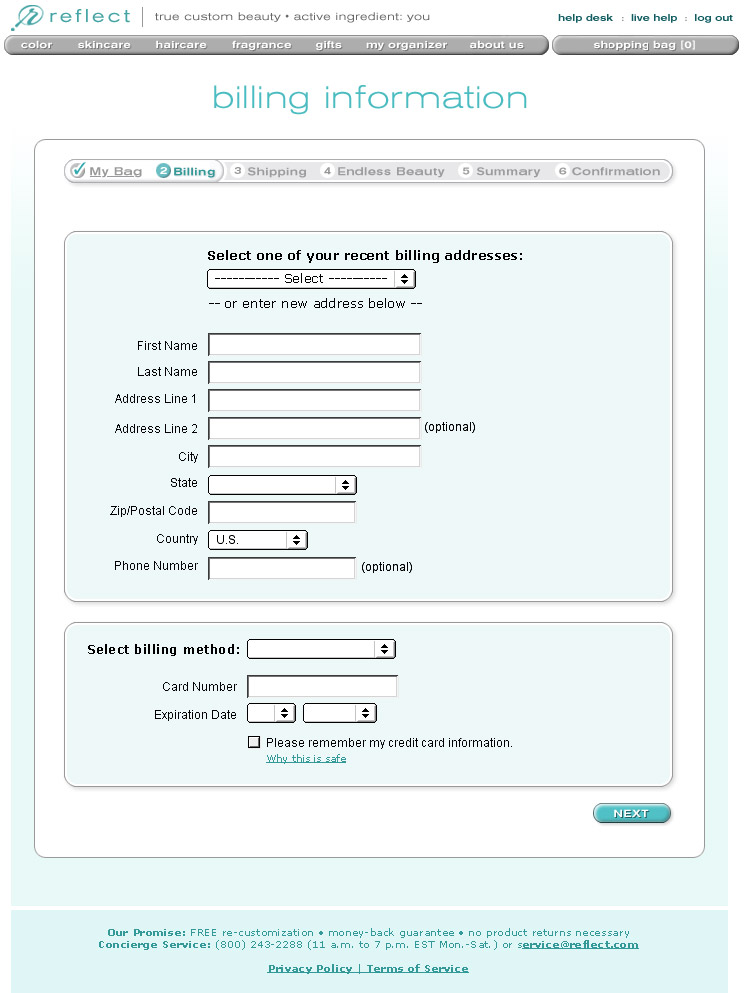 reflect | true custom beauty • active ingredient: you
help desk : live help : log out
color skincare haircare fragrance gifts my organizer about us shopping bag [0]
billing information
My Bag 2 Billing 3 Shipping 4 Endless Beauty 5 Summary 6 Confirmation
Select one of your recent billing addresses:
----------- Select ----------
-- or enter new address below --
First Name
Last Name
Address Line 1
Address Line 2 (optional)
City
State
Zip/Postal Code
Country U.S.
Phone Number (optional)
Select billing method:
Card Number
Expiration Date
Please remember my credit card information.
Why this is safe
NEXT
Our Promise: FREE re-customization • money-back guarantee • no product returns necessary
Concierge Service: (800) 243-2288 (11 a.m. to 7 p.m. EST Mon.-Sat.) or service@reflect.com
Privacy Policy | Terms of Service